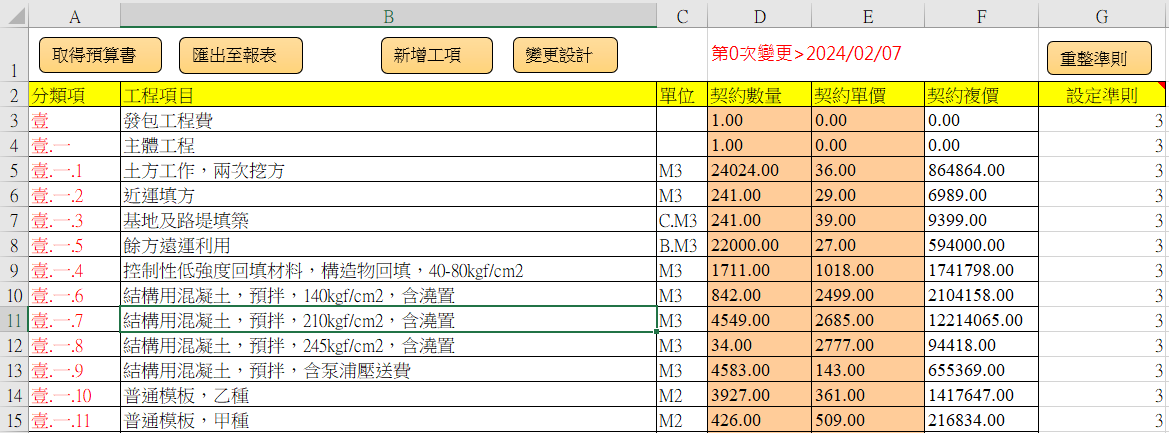 A B C D E F G
1 取得預算書 匯出至報表 新增工項 變更設計 第0次變更>2024/02/07 重整準則
2 分類項 工程項目 單位 契約數量 契約單價 契約複價 設定準則
3 壹 發包工程費 1.00 0.00 0.00 3
4 壹.一 主體工程 1.00 0.00 0.00 3
5 壹.一.1 土方工作，兩次挖方 M3 24024.00 36.00 864864.00 3
6 壹.一.2 近運填方 M3 241.00 29.00 6989.00 3
7 壹.一.3 基地及路堤填築 C.M3 241.00 39.00 9399.00 3
8 壹.一.5 餘方遠運利用 B.M3 22000.00 27.00 594000.00 3
9 壹.一.4 控制性低強度回填材料，構造物回填，40-80kgf/cm2 M3 1711.00 1018.00 1741798.00 3
10 壹.一.6 結構用混凝土，預拌，140kgf/cm2，含澆置 M3 842.00 2499.00 2104158.00 3
11 壹.一.7 結構用混凝土，預拌，210kgf/cm2，含澆置 M3 4549.00 2685.00 12214065.00 3
12 壹.一.8 結構用混凝土，預拌，245kgf/cm2，含澆置 M3 34.00 2777.00 94418.00 3
13 壹.一.9 結構用混凝土，預拌，含泵浦壓送費 M3 4583.00 143.00 655369.00 3
14 壹.一.10 普通模板，乙種 M2 3927.00 361.00 1417647.00 3
15 壹.一.11 普通模板，甲種 M2 426.00 509.00 216834.00 3